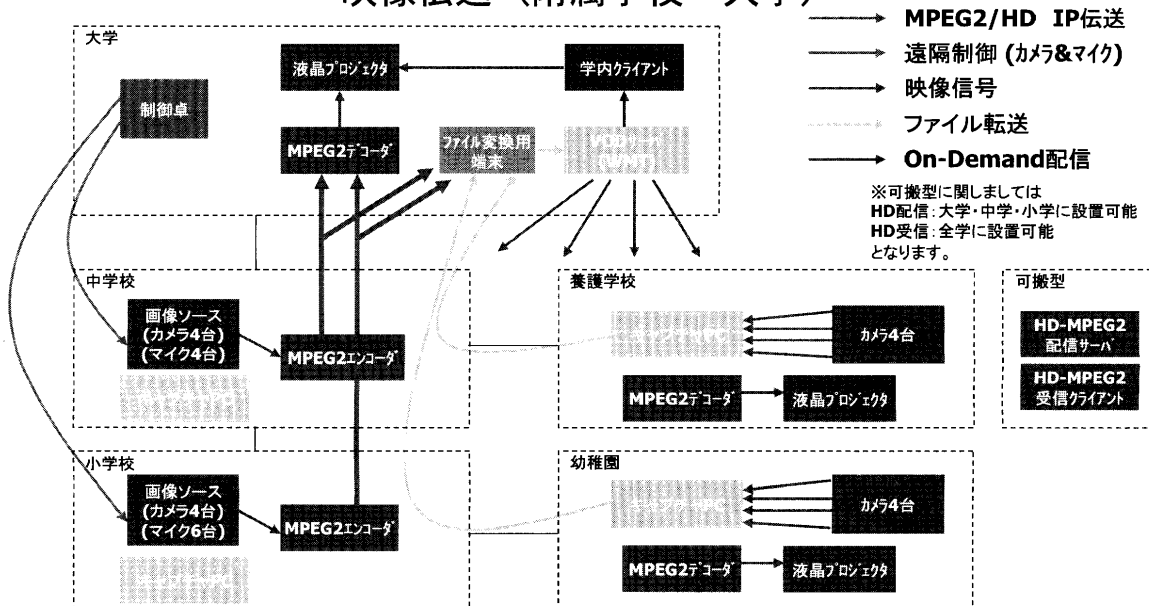 映像伝送（附属学校－大学）
MPEG2/HD IP伝送
遠隔制御 (カメラ&マイク)
映像信号
ファイル転送
On-Demand配信
※可搬型に関しましては
HD配信：大学・中学・小学に設置可能
HD受信：全学に設置可能
となります。
大学
制御卓
液晶プロジェクタ
学内クライアント
MPEG2デコーダ
ファイル変換用
端末
中学校
画像ソース
(カメラ4台)
(マイク4台)
MPEG2エンコーダ
養護学校
カメラ4台
MPEG2デコーダ
液晶プロジェクタ
可搬型
HD-MPEG2
配信サーバ
HD-MPEG2
受信クライアント
小学校
画像ソース
(カメラ4台)
(マイク6台)
MPEG2エンコーダ
幼稚園
カメラ4台
MPEG2デコーダ
液晶プロジェクタ